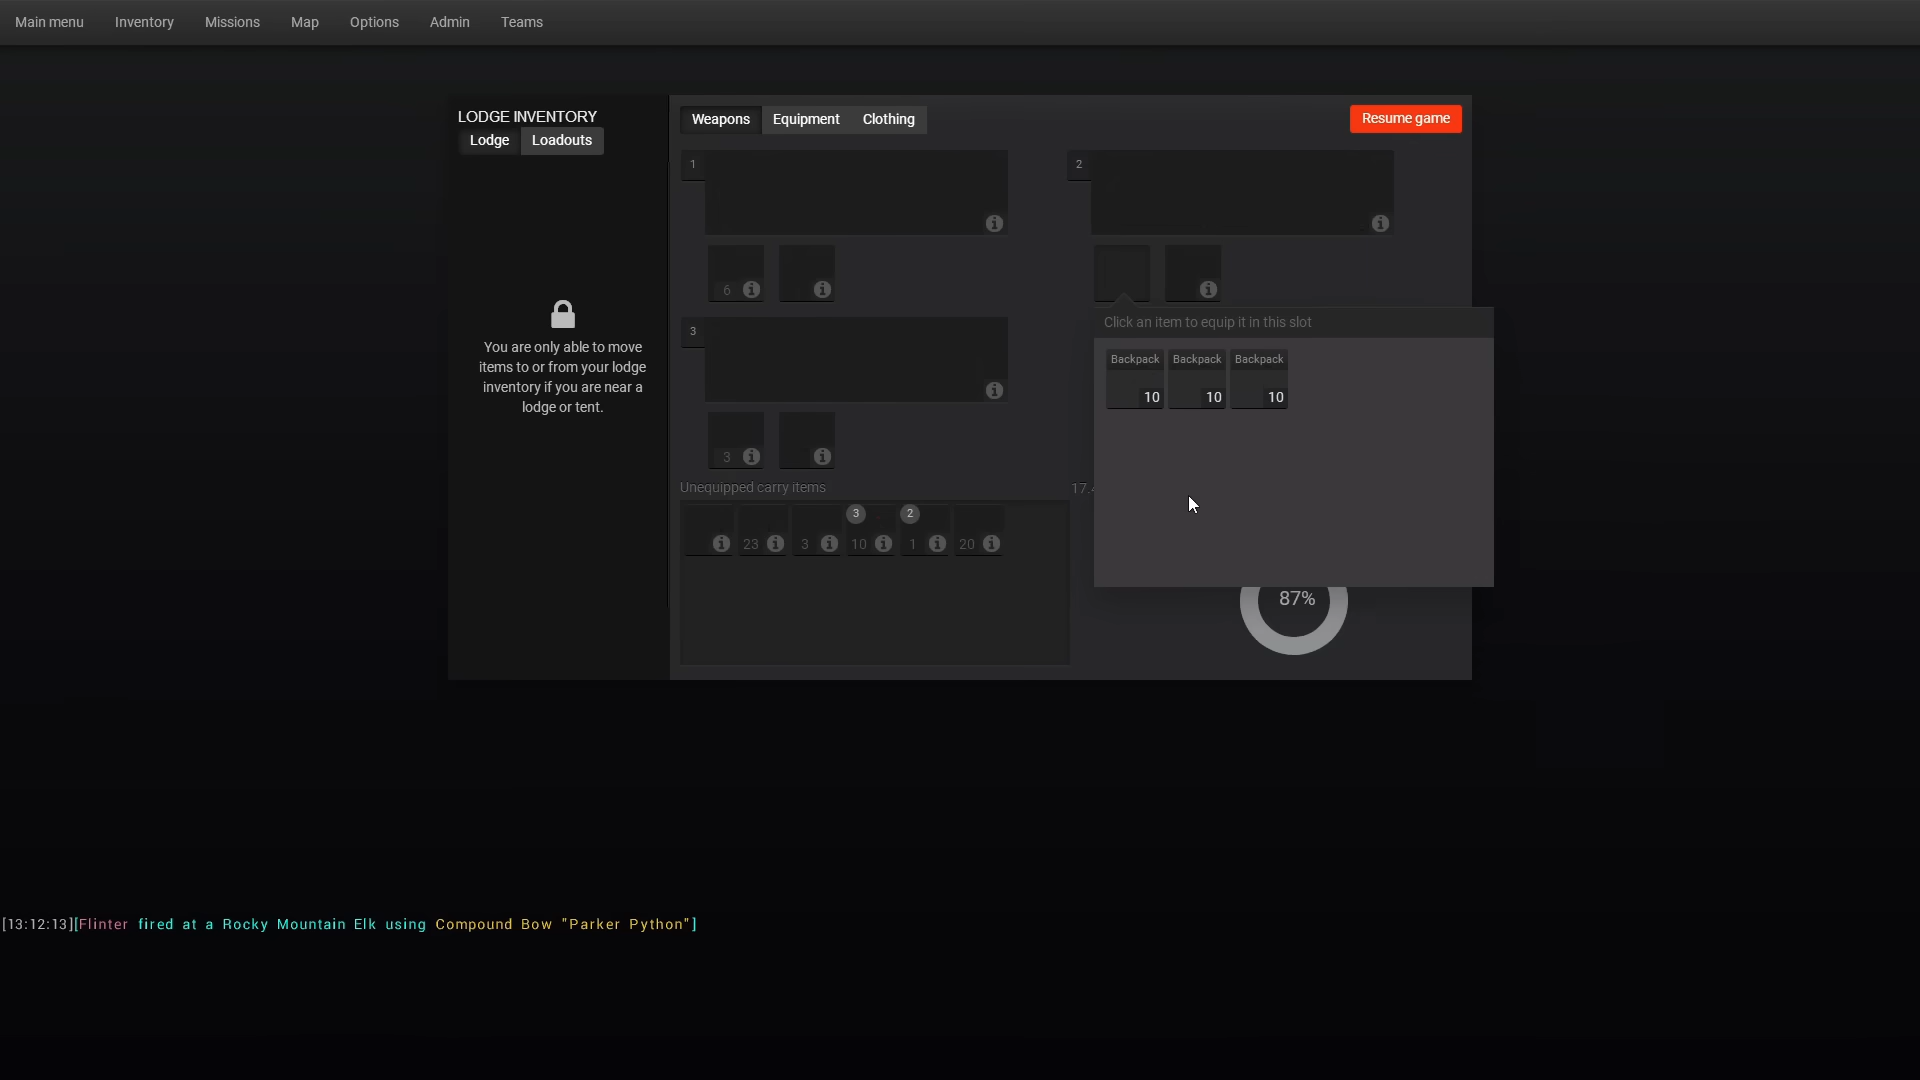 Main menu Inventory Missions Map Options Admin Teams
LODGE INVENTORY
Lodge Loadouts
Weapons Equipment Clothing
Resume game
1
2
6
3
3
You are only able to move
items to or from your lodge
inventory if you are near a
lodge or tent.
Click an item to equip it in this slot
Backpack Backpack Backpack
10 10 10
Unequipped carry items
17.4
3 2
23 3 10 1 20
87%
[13:12:13][Flinter fired at a Rocky Mountain Elk using Compound Bow "Parker Python"]